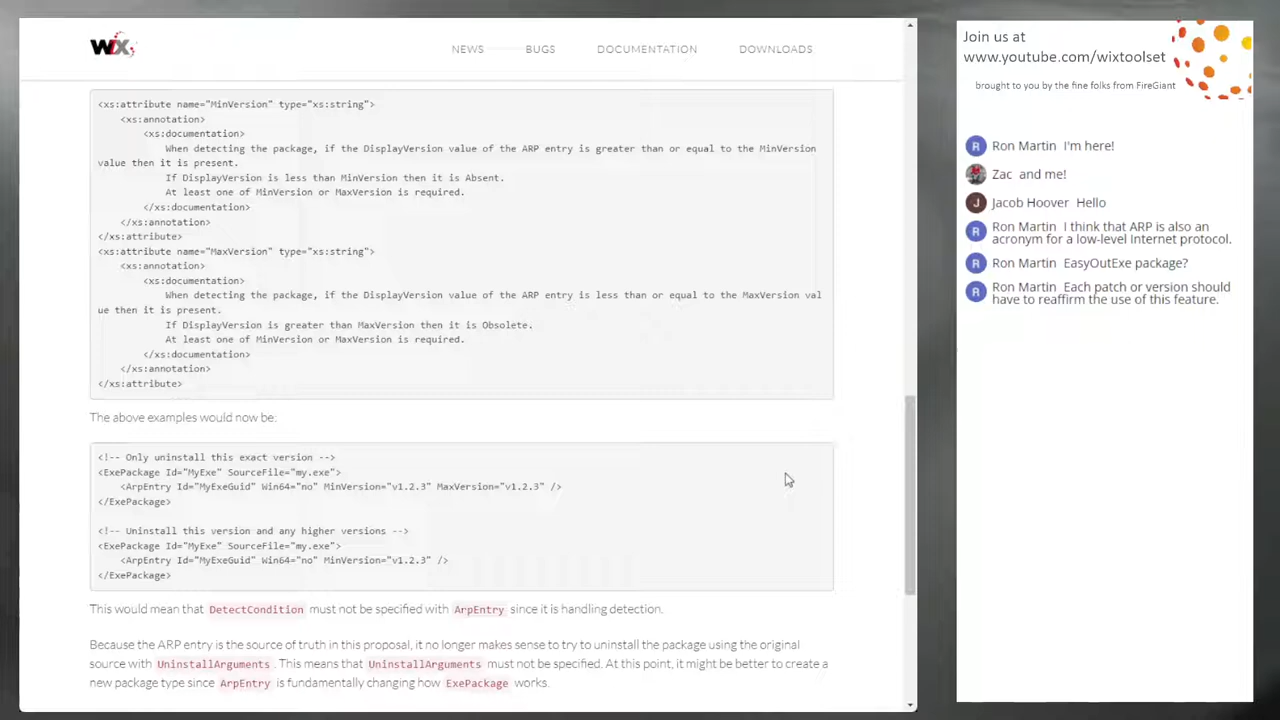 WiX
NEWS
BUGS
DOCUMENTATION
DOWNLOADS
<xs:attribute name="MinVersion" type="xs:string">
<xs:annotation>
<xs:documentation>
When detecting the package, if the DisplayVersion value of the ARP entry is greater than or equal to the MinVersion
value then it is present.
If DisplayVersion is less than MinVersion then it is Absent.
At least one of MinVersion or MaxVersion is required.
</xs:documentation>
</xs:annotation>
</xs:attribute>
<xs:attribute name="MaxVersion" type="xs:string">
<xs:annotation>
<xs:documentation>
When detecting the package, if the DisplayVersion value of the ARP entry is less than or equal to the MaxVersion val
ue then it is present.
If DisplayVersion is greater than MaxVersion then it is Obsolete.
At least one of MinVersion or MaxVersion is required.
</xs:documentation>
</xs:annotation>
</xs:attribute>
The above examples would now be:
<!-- Only uninstall this exact version -->
<ExePackage Id="MyExe" SourceFile="my.exe">
<ArpEntry Id="MyExeGuid" Win64="no" MinVersion="v1.2.3" MaxVersion="v1.2.3" />
</ExePackage>
<!-- Uninstall this version and any higher versions -->
<ExePackage Id="MyExe" SourceFile="my.exe">
<ArpEntry Id="MyExeGuid" Win64="no" MinVersion="v1.2.3" />
</ExePackage>
This would mean that DetectCondition must not be specified with ArpEntry since it is handling detection.
Because the ARP entry is the source of truth in this proposal, it no longer makes sense to try to uninstall the package using the original
source with UninstallArguments. This means that UninstallArguments must not be specified. At this point, it might be better to create a
new package type since ArpEntry is fundamentally changing how ExePackage works.
Join us at
www.youtube.com/wixtoolset
brought to you by the fine folks from FireGiant
R Ron Martin I'm here!
Zac and me!
J Jacob Hoover Hello
R Ron Martin I think that ARP is also an
acronym for a low-level Internet protocol.
R Ron Martin EasyOutExe package?
R Ron Martin Each patch or version should
have to reaffirm the use of this feature.